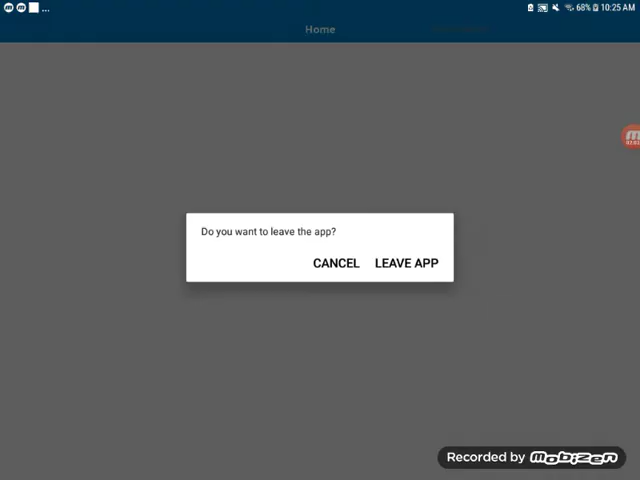 ... 68% 10:25 AM
Home
Do you want to leave the app?
CANCEL LEAVE APP
Recorded by mobizen